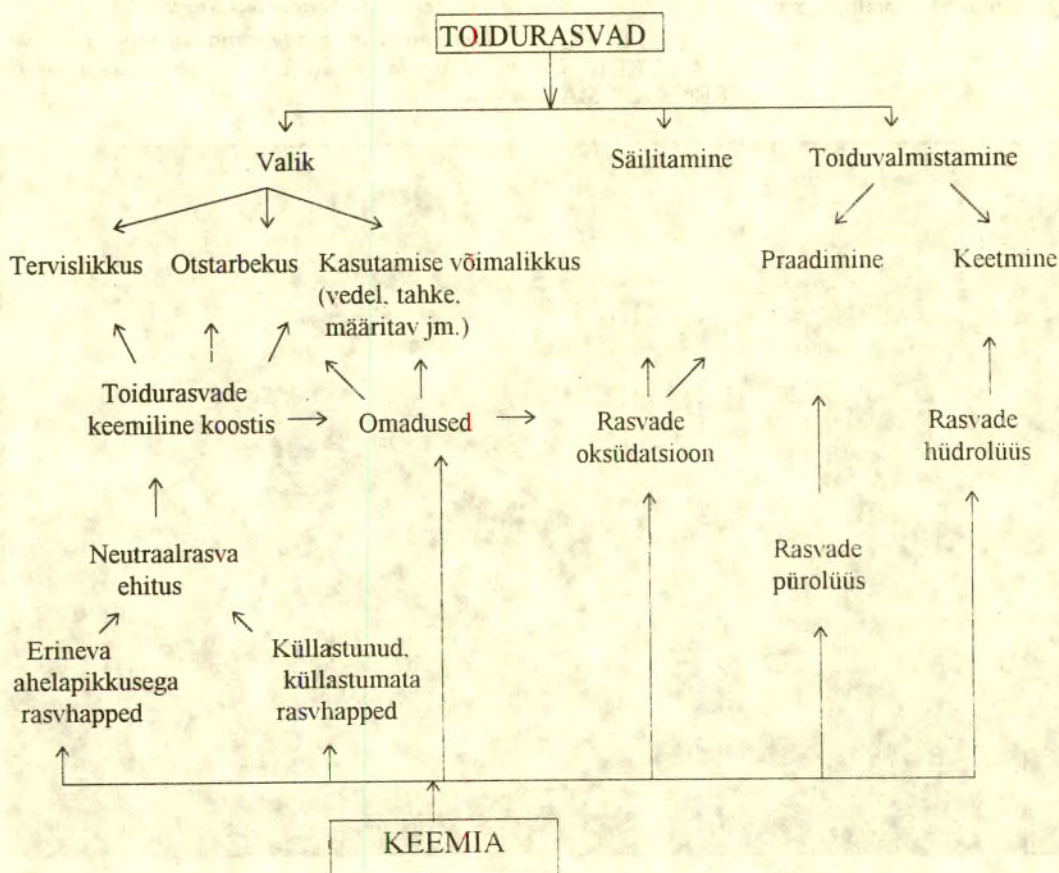 TOIDURASVAD
Valik
Säilitamine
Toiduvalmistamine
Tervislikkus
Otstarbekus
Kasutamise võimalikkus
(vedel. tahke.
määritav jm.)
Praadimine
Keetmine
Toidurasvade
keemiline koostis
Omadused
Rasvade
oksüdatsioon
Rasvade
hüdrolüüs
Neutraalrasva
ehitus
Rasvade
pürolüüs
Erineva
ahelapikkusega
rasvhapped
Küllastunud.
küllastumata
rasvhapped
KEEMIA